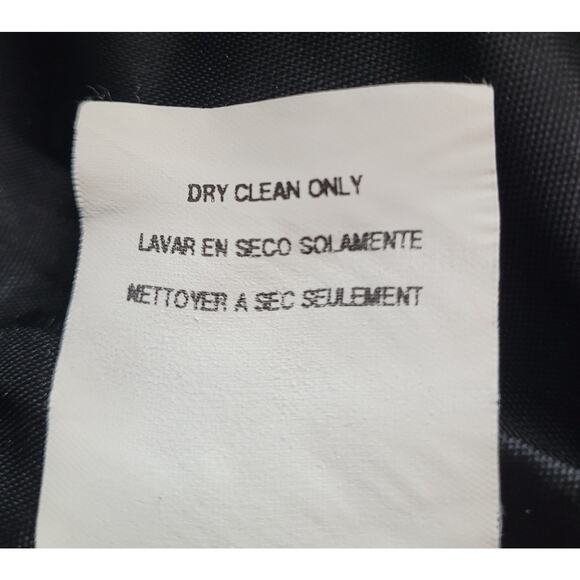 DRY CLEAN ONLY
LAVAR EN SECO SOLAMENTE
NETTOYER A SEC SEULEMENT